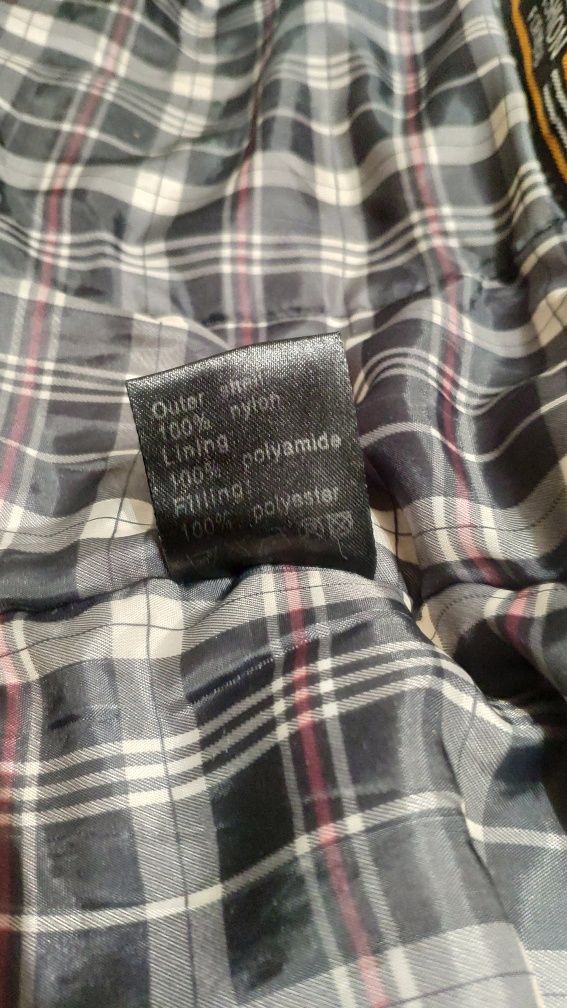 Outer shell:
100% nylon
Lining
100% polyamide
Filling:
100% polyester